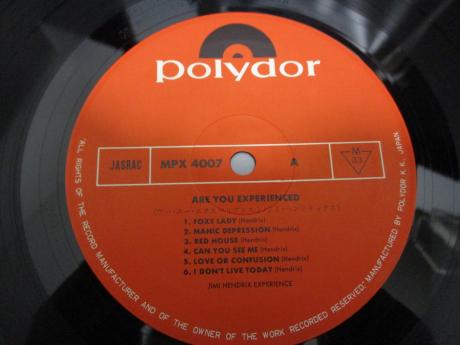 polydor
JASRAC
MPX 4007
A
M
33
ARE YOU EXPERIENCED
1. FOXY LADY (Hendrix)
2. MANIC DEPRESSION (Hendrix)
3. RED HOUSE (Hendrix)
4. CAN YOU SEE ME (Hendrix)
5. LOVE OR CONFUSION (Hendrix)
6. I DON'T LIVE TODAY (Hendrix)
JIMI HENDRIX EXPERIENCE
"ALL RIGHTS OF THE RECORD MANUFACTURER AND OF THE OWNER OF THE WORK RECORDED RESERVED" MANUFACTURED BY POLYDOR K.K. JAPAN